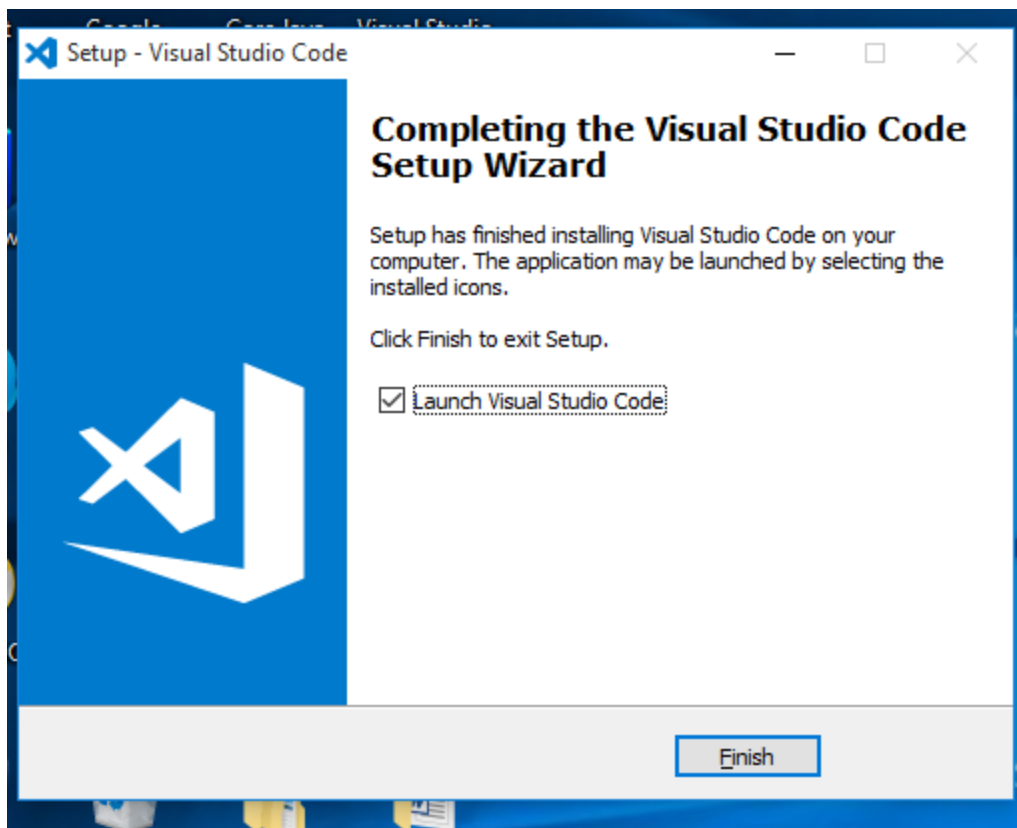 Setup - Visual Studio Code
Completing the Visual Studio Code
Setup Wizard
Setup has finished installing Visual Studio Code on your
computer. The application may be launched by selecting the
installed icons.
Click Finish to exit Setup.
Launch Visual Studio Code
Finish